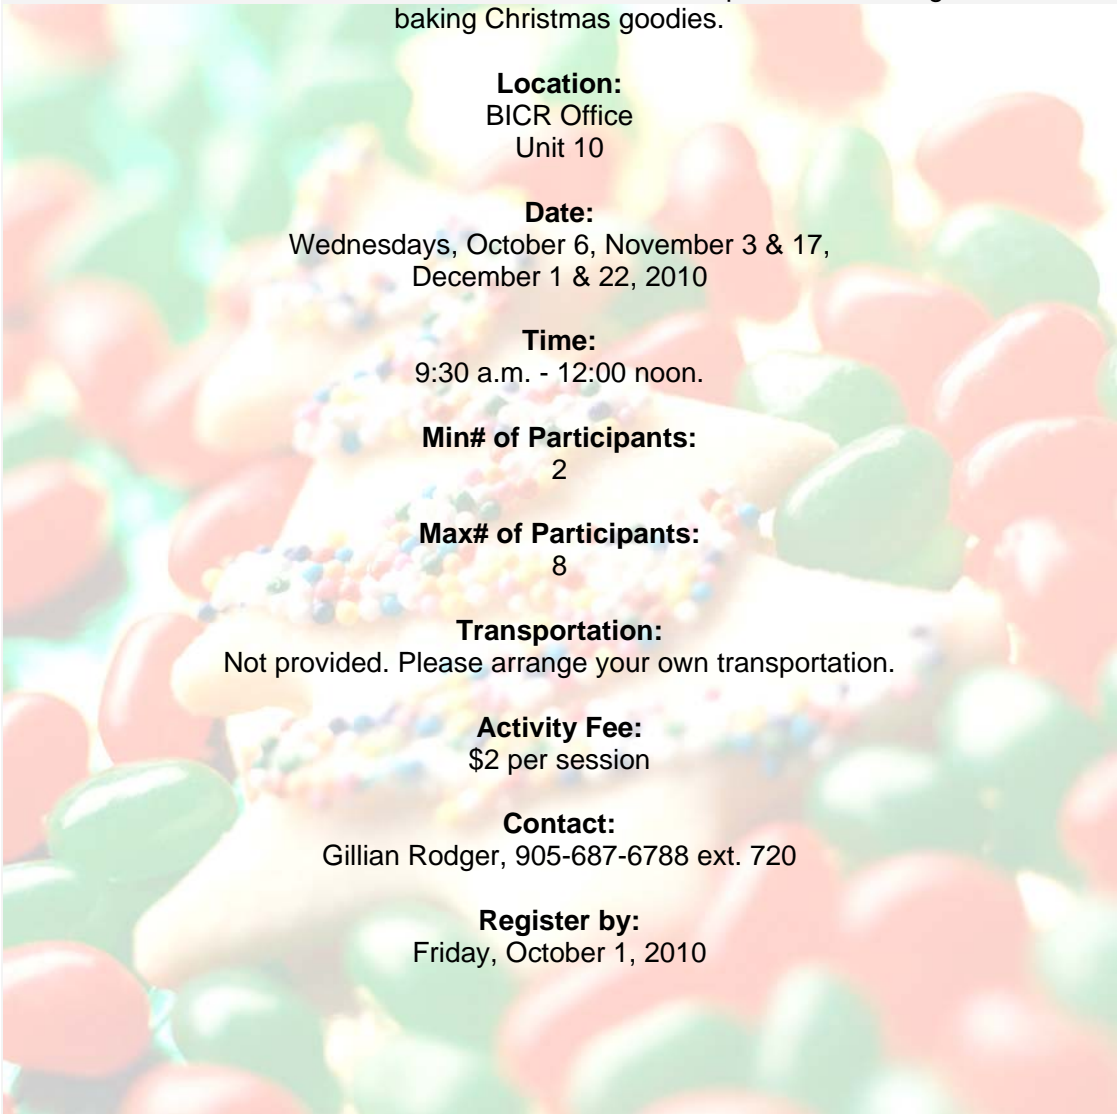 baking Christmas goodies.
Location:
BICR Office
Unit 10
Date:
Wednesdays, October 6, November 3 & 17,
December 1 & 22, 2010
Time:
9:30 a.m. - 12:00 noon.
Min# of Participants:
2
Max# of Participants:
8
Transportation:
Not provided. Please arrange your own transportation.
Activity Fee:
$2 per session
Contact:
Gillian Rodger, 905-687-6788 ext. 720
Register by:
Friday, October 1, 2010